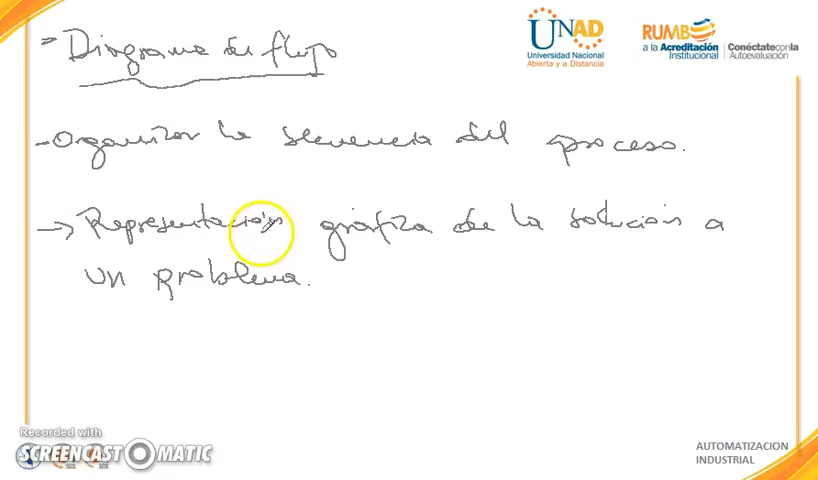 Diagrama de flujo
UNAD
Universidad Nacional
Abierta y a Distancia
RUMBO
a la Acreditación
Institucional
Conéctate con la
Autoevaluación
- Organizar la secuencia del proceso.
→ Representación gráfica de la solución a
un problema.
Recorded with
SCREENCAST O MATIC
AUTOMATIZACION
INDUSTRIAL